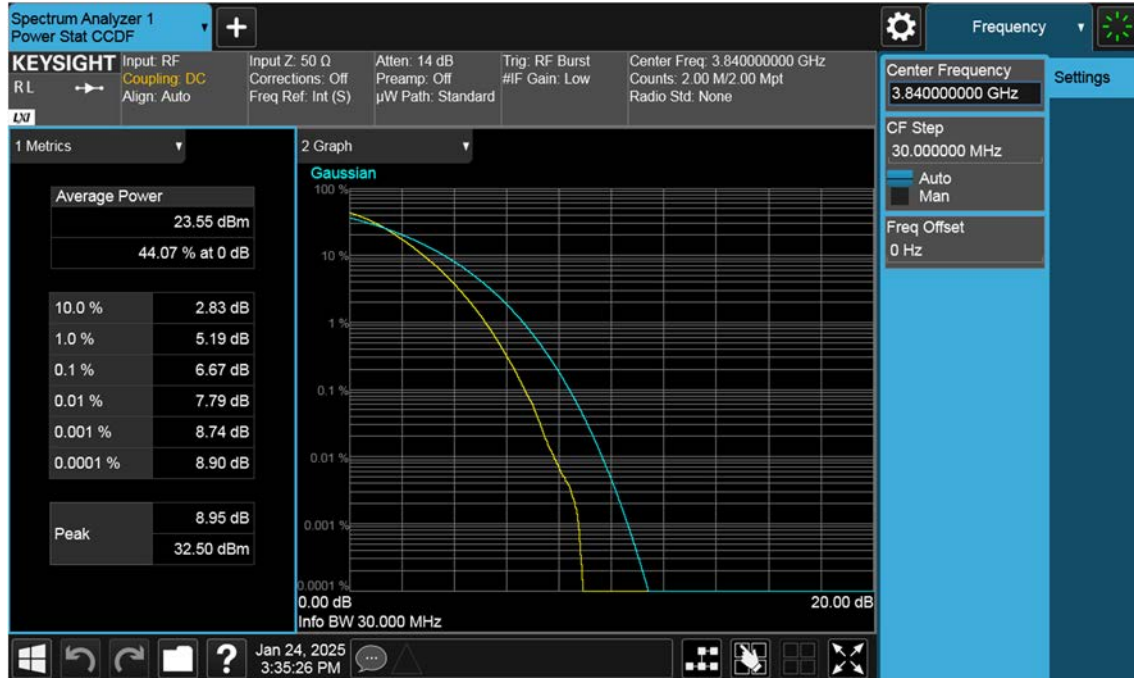 Spectrum Analyzer 1
Power Stat CCDF
+
Frequency
KEYSIGHT
RL
LXI
Input: RF
Coupling: DC
Align: Auto
Input Z: 50 Ω
Corrections: Off
Freq Ref: Int (S)
Atten: 14 dB
Preamp: Off
µW Path: Standard
Trig: RF Burst
#IF Gain: Low
Center Freq: 3.840000000 GHz
Counts: 2.00 M/2.00 Mpt
Radio Std: None
Center Frequency
3.840000000 GHz
Settings
CF Step
30.000000 MHz
Auto
Man
Freq Offset
0 Hz
1 Metrics
Average Power
23.55 dBm
44.07 % at 0 dB
10.0 % 2.83 dB
1.0 % 5.19 dB
0.1 % 6.67 dB
0.01 % 7.79 dB
0.001 % 8.74 dB
0.0001 % 8.90 dB
Peak
8.95 dB
32.50 dBm
2 Graph
Gaussian
100 %
10 %
1 %
0.1 %
0.01 %
0.001 %
0.0001 %
0.00 dB 20.00 dB
Info BW 30.000 MHz
?
Jan 24, 2025
3:35:26 PM